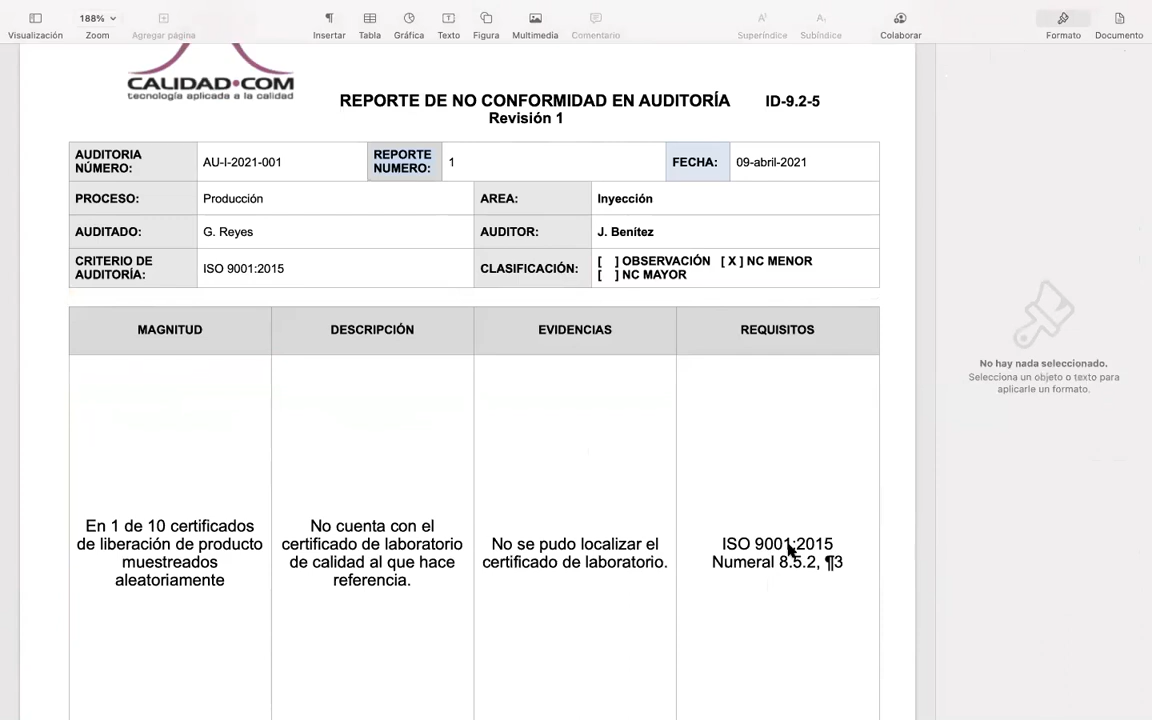 188%
Visualización Zoom Agregar página Insertar Tabla Gráfica Texto Figura Multimedia Comentario Superíndice Subíndice Colaborar Formato Documento
CALIDAD•COM
tecnología aplicada a la calidad
REPORTE DE NO CONFORMIDAD EN AUDITORÍA ID-9.2-5
Revisión 1
AUDITORIA NÚMERO: AU-I-2021-001 REPORTE NUMERO: 1 FECHA: 09-abril-2021
PROCESO: Producción AREA: Inyección
AUDITADO: G. Reyes AUDITOR: J. Benítez
CRITERIO DE AUDITORÍA: ISO 9001:2015 CLASIFICACIÓN: [ ] OBSERVACIÓN [ X ] NC MENOR
[ ] NC MAYOR
MAGNITUD DESCRIPCIÓN EVIDENCIAS REQUISITOS
En 1 de 10 certificados
de liberación de producto
muestreados
aleatoriamente
No cuenta con el
certificado de laboratorio
de calidad al que hace
referencia.
No se pudo localizar el
certificado de laboratorio.
ISO 9001:2015
Numeral 8.5.2, ¶3
No hay nada seleccionado.
Selecciona un objeto o texto para
aplicarle un formato.